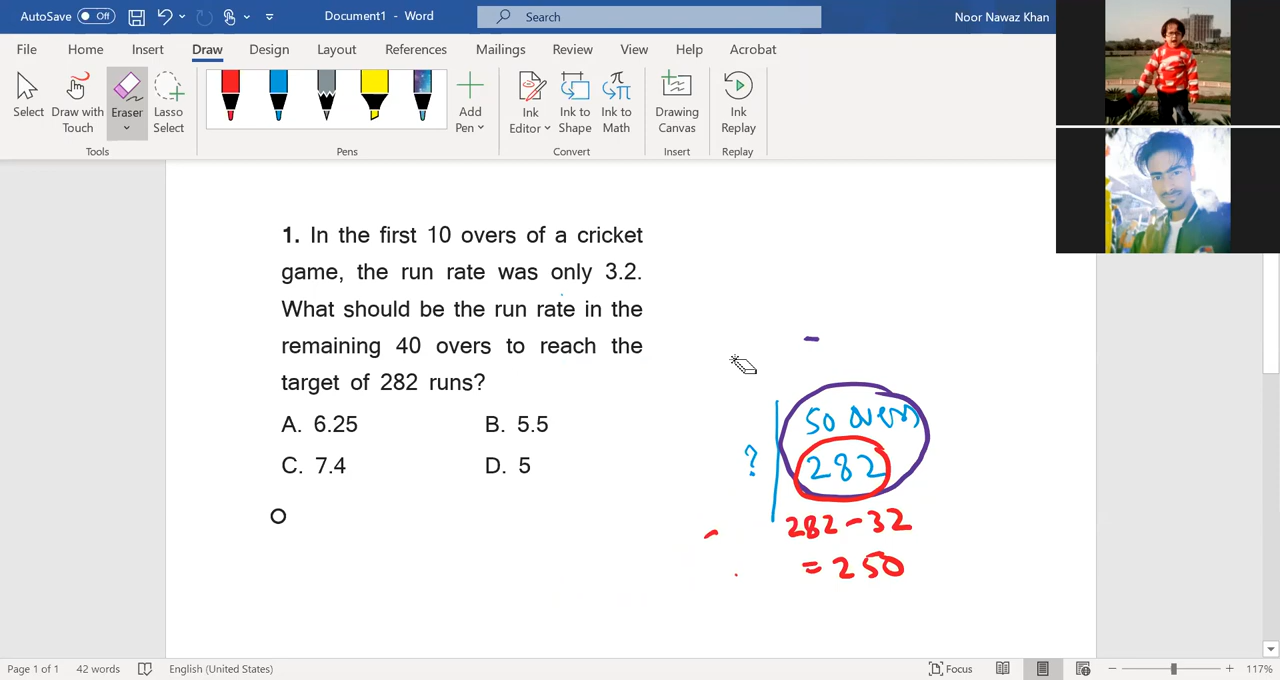 AutoSave Off Document1 - Word Search Noor Nawaz Khan
File Home Insert Draw Design Layout References Mailings Review View Help Acrobat
Select Draw with Touch Eraser Lasso Select Add Pen Ink Editor Ink to Shape Ink to Math Drawing Canvas Ink Replay
Tools Pens Convert Insert Replay
1. In the first 10 overs of a cricket
game, the run rate was only 3.2.
What should be the run rate in the
remaining 40 overs to reach the
target of 282 runs?
A. 6.25 B. 5.5
C. 7.4 D. 5
50 overs
? 282
282 - 32
= 250
Page 1 of 1 42 words English (United States) Focus 117%